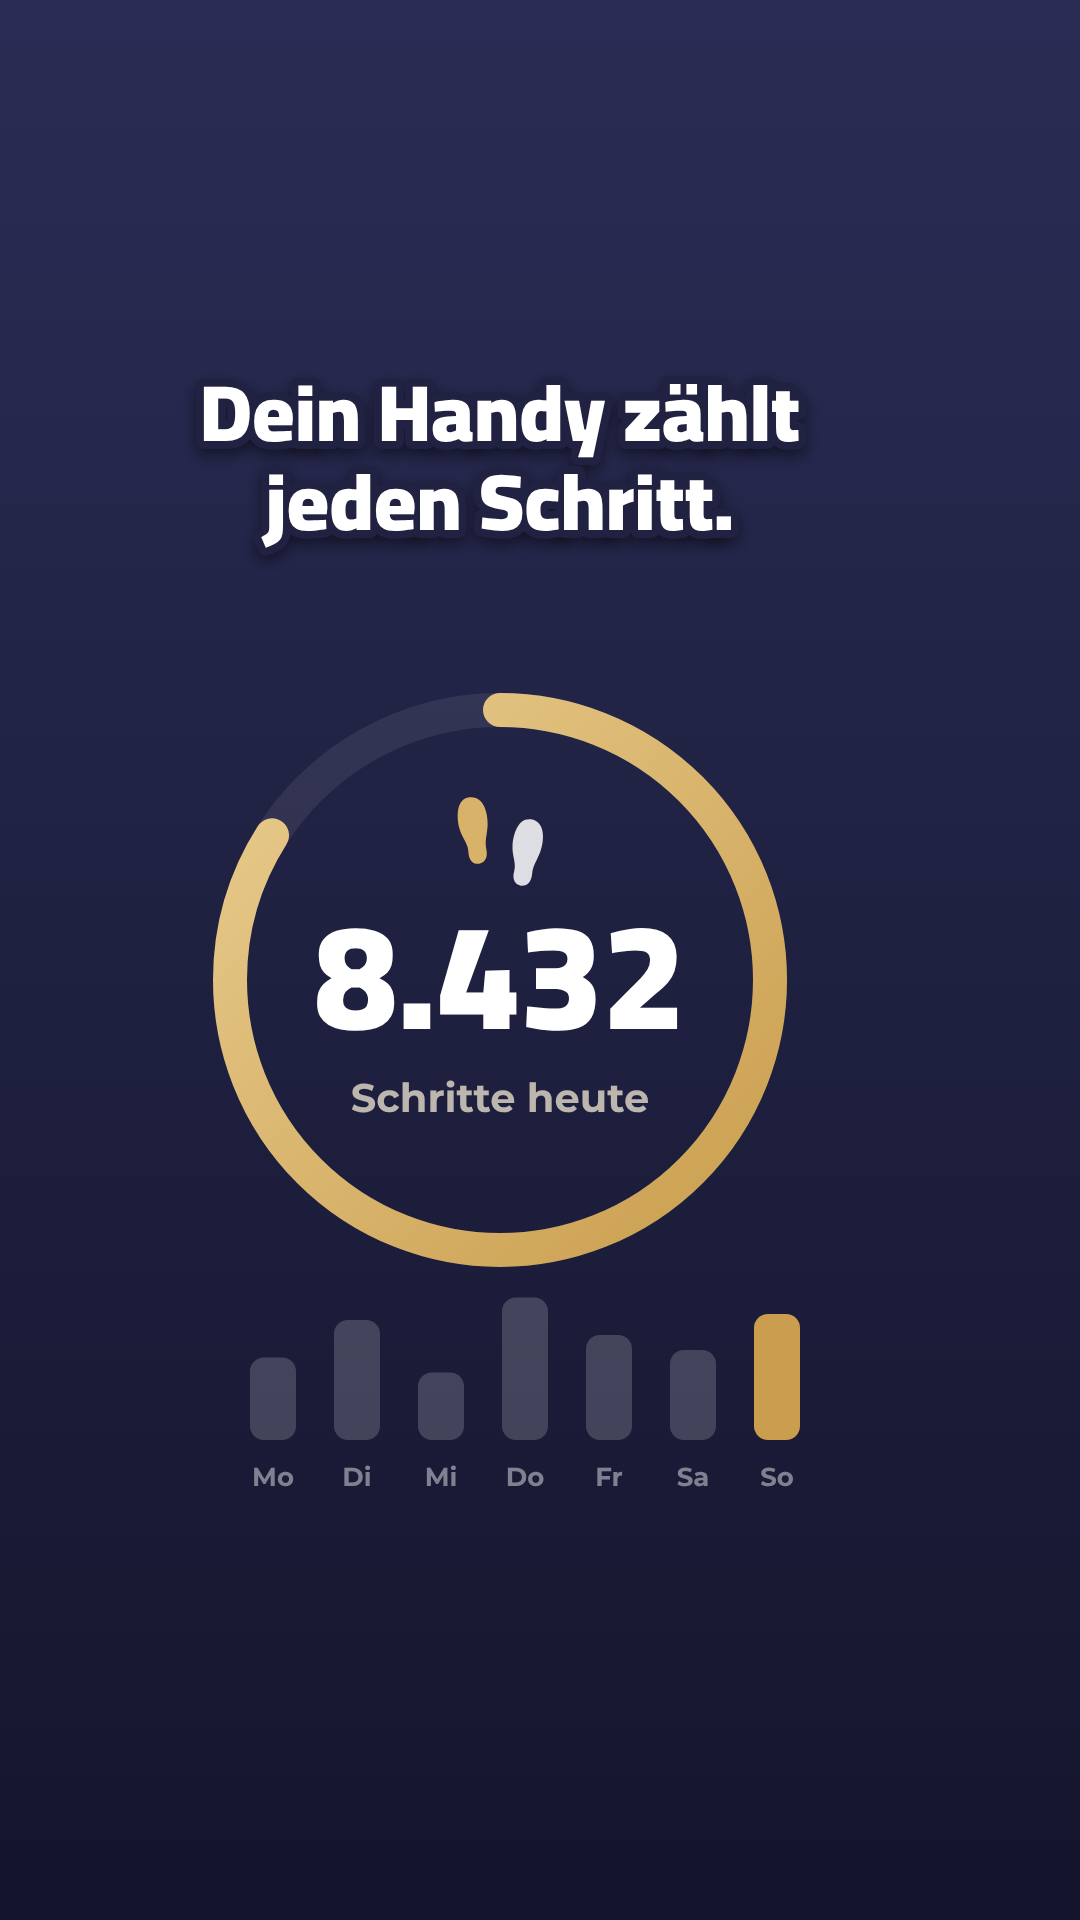 Dein Handy zählt
jeden Schritt.
8.432
Schritte heute
Mo Di Mi Do Fr Sa So